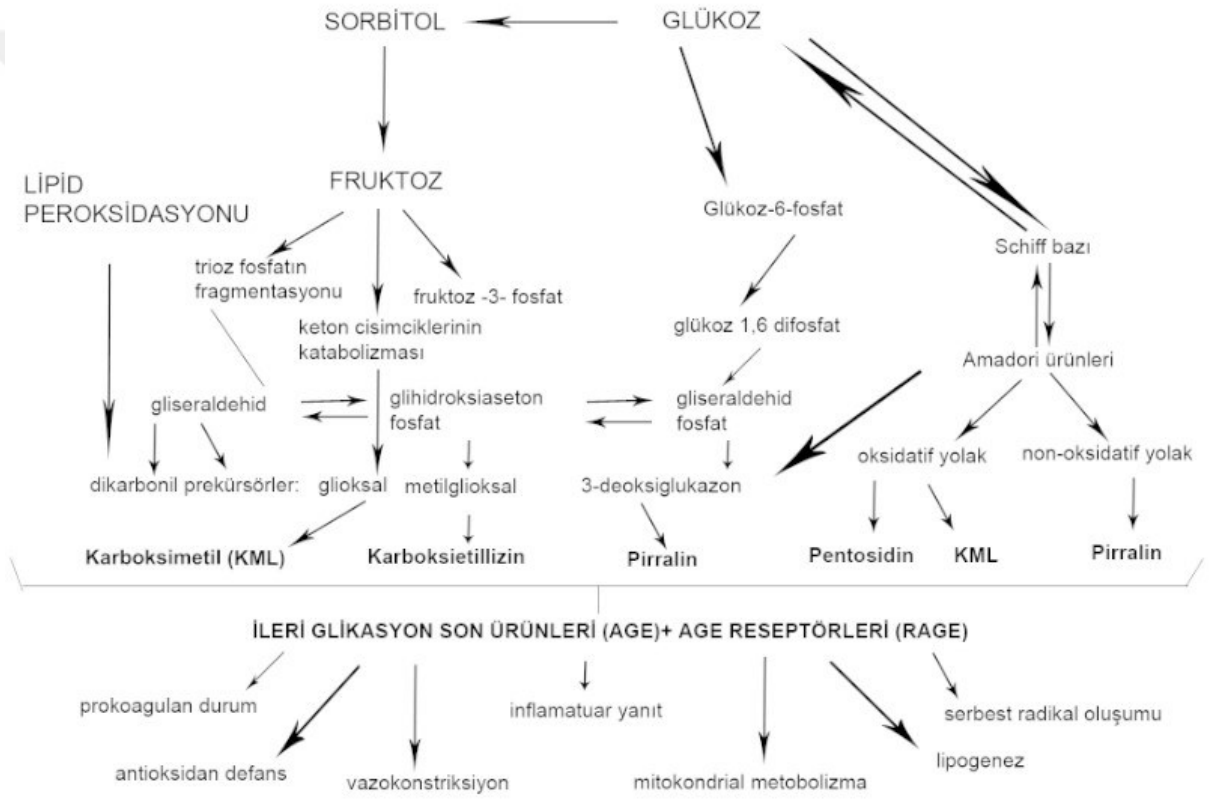 SORBİTOL
GLÜKOZ
LİPİD
PEROKSİDASYONU
FRUKTOZ
Glükoz-6-fosfat
Schiff bazı
trioz fosfatın
fragmentasyonu
fruktoz -3- fosfat
keton cisimciklerinin
katabolizması
glükoz 1,6 difosfat
Amadori ürünleri
gliseraldehid
glihidroksiaseton
fosfat
gliseraldehid
fosfat
oksidatif yolak
non-oksidatif yolak
dikarbonil prekürsörler:
glioksal
metilglioksal
3-deoksiglukazon
Karboksimetil (KML)
Karboksietillizin
Pirralin
Pentosidin
KML
Pirralin
İLERİ GLİKASYON SON ÜRÜNLERİ (AGE)+ AGE RESEPTÖRLERİ (RAGE)
prokoagulan durum
inflamatuar yanıt
serbest radikal oluşumu
antioksidan defans
vazokonstriksiyon
mitokondrial metobolizma
lipogenez